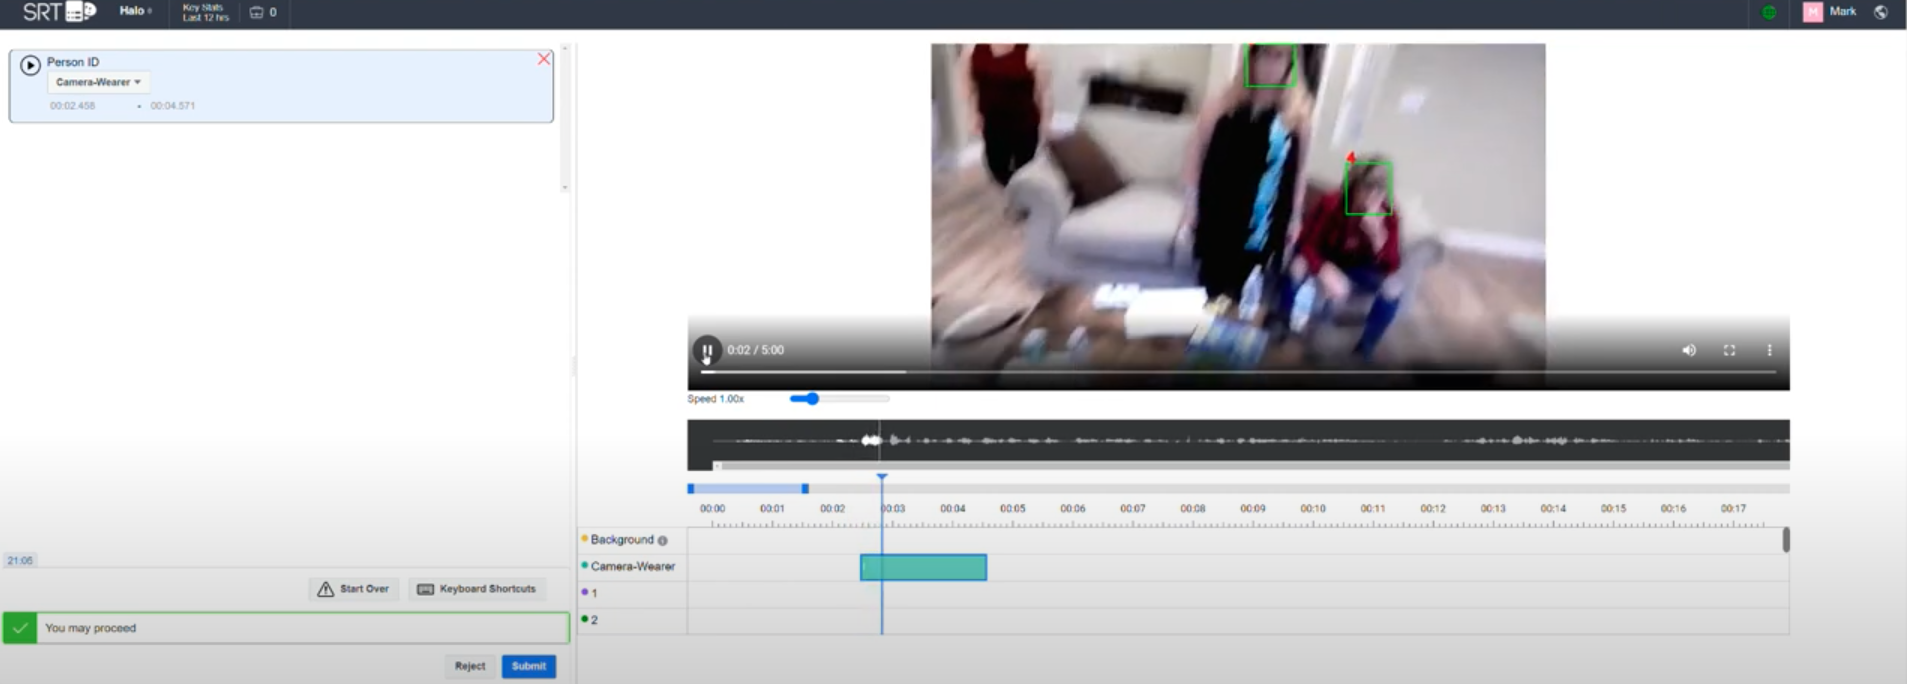 SRT
Halo
Key Stats
Last 12 hrs
0
M
Mark
Person ID
Camera-Wearer
00:02.458 - 00:04.571
4
0:02 / 5:00
Speed 1.00x
00:00 00:01 00:02 00:03 00:04 00:05 00:06 00:07 00:08 00:09 00:10 00:11 00:12 00:13 00:14 00:15 00:16 00:17
Background
Camera-Wearer
1
2
21:05
Start Over
Keyboard Shortcuts
You may proceed
Reject
Submit